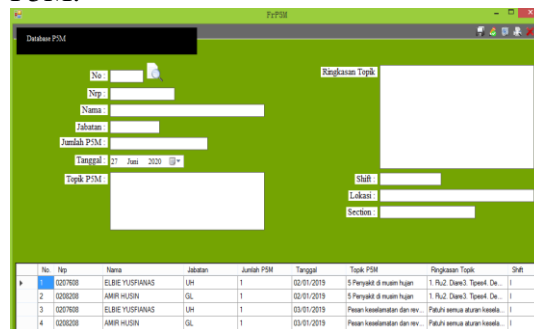 FrP5M
Database P5M
No :
Nrp :
Nama :
Jabatan :
Jumlah P5M :
Tanggal : 27 Juni 2020
Topik P5M :
Ringkasan Topik
Shift :
Lokasi :
Section :
No. Nrp Nama Jabatan Jumlah P5M Tanggal Topik P5M Ringkasan Topik Shift
1 0207608 ELBIE YUSFIANAS UH 1 02/01/2019 5 Penyakit di musim hujan 1. Flu2. Diare3. Tipes4. De... I
2 0208208 AMIR HUSIN GL 1 02/01/2019 5 Penyakit di musim hujan 1. Flu2. Diare3. Tipes4. De... I
3 0207608 ELBIE YUSFIANAS UH 1 03/01/2019 Pesan keselamatan dan rev... Patuhi semua aturan kesela... I
4 0208208 AMIR HUSIN GL 1 03/01/2019 Pesan keselamatan dan rev... Patuhi semua aturan kesela... I